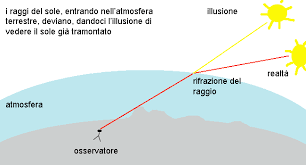 i raggi del sole, entrando nell'atmosfera
terrestre, deviano, dandoci l'illusione di
vedere il sole già tramontato
illusione
realtà
rifrazione del
raggio
atmosfera
osservatore